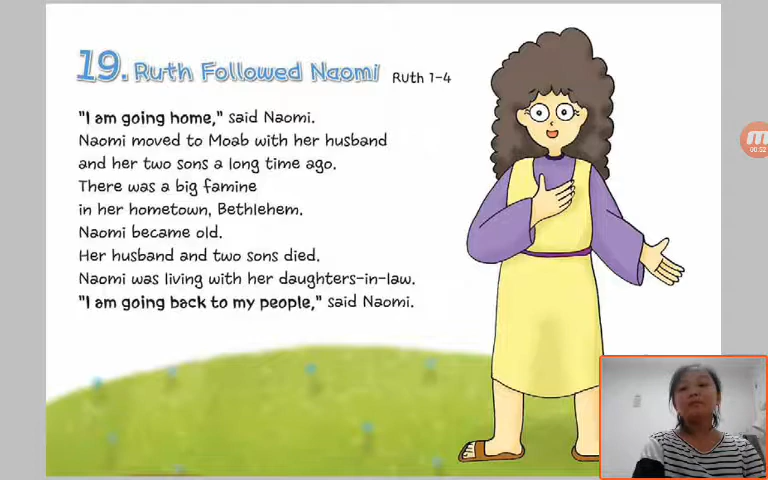 19. Ruth Followed Naomi Ruth 1-4
"I am going home," said Naomi.
Naomi moved to Moab with her husband
and her two sons a long time ago.
There was a big famine
in her hometown, Bethlehem.
Naomi became old.
Her husband and two sons died.
Naomi was living with her daughters-in-law.
"I am going back to my people," said Naomi.
00:52